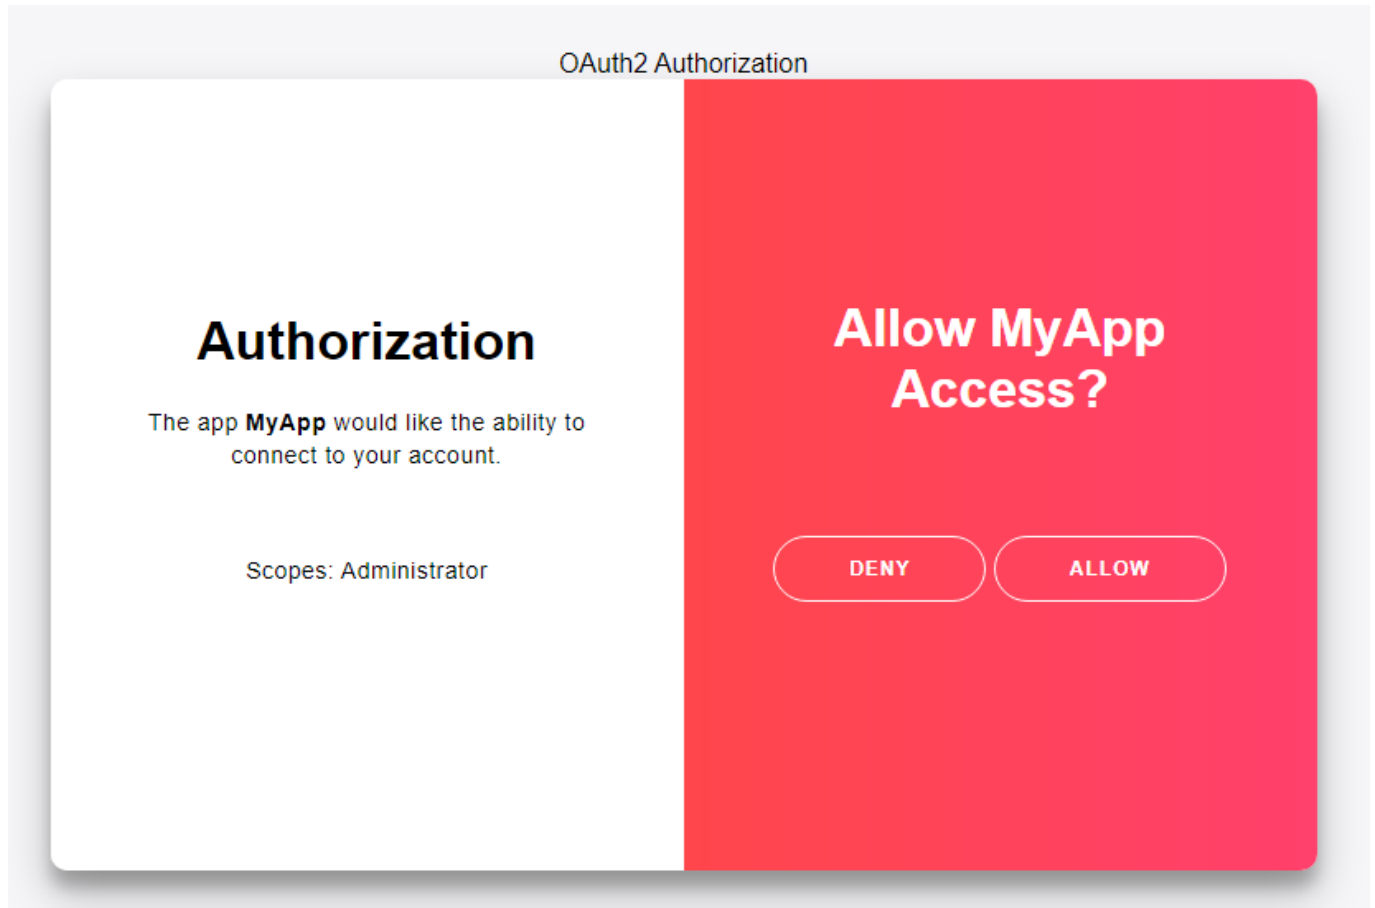 OAuth2 Authorization
Authorization
The app MyApp would like the ability to
connect to your account.
Scopes: Administrator
Allow MyApp
Access?
DENY
ALLOW